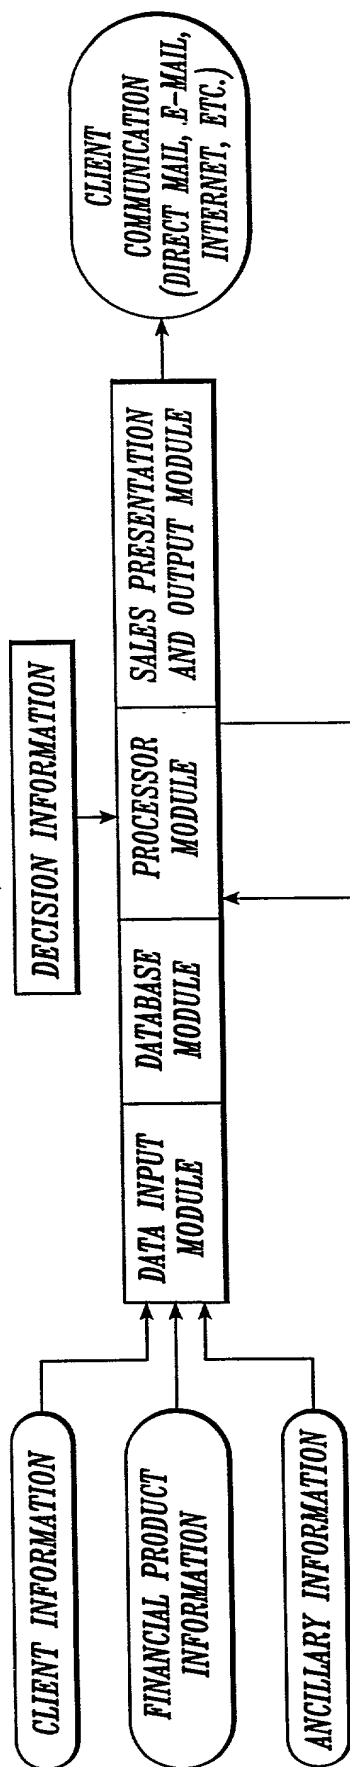 CLIENT INFORMATION
FINANCIAL PRODUCT
INFORMATION
ANCILLARY INFORMATION
DATA INPUT
MODULE
DATABASE
MODULE
PROCESSOR
MODULE
SALES PRESENTATION
AND OUTPUT MODULE
DECISION INFORMATION
CLIENT
COMMUNICATION
(DIRECT MAIL, E-MAIL,
INTERNET, ETC.)